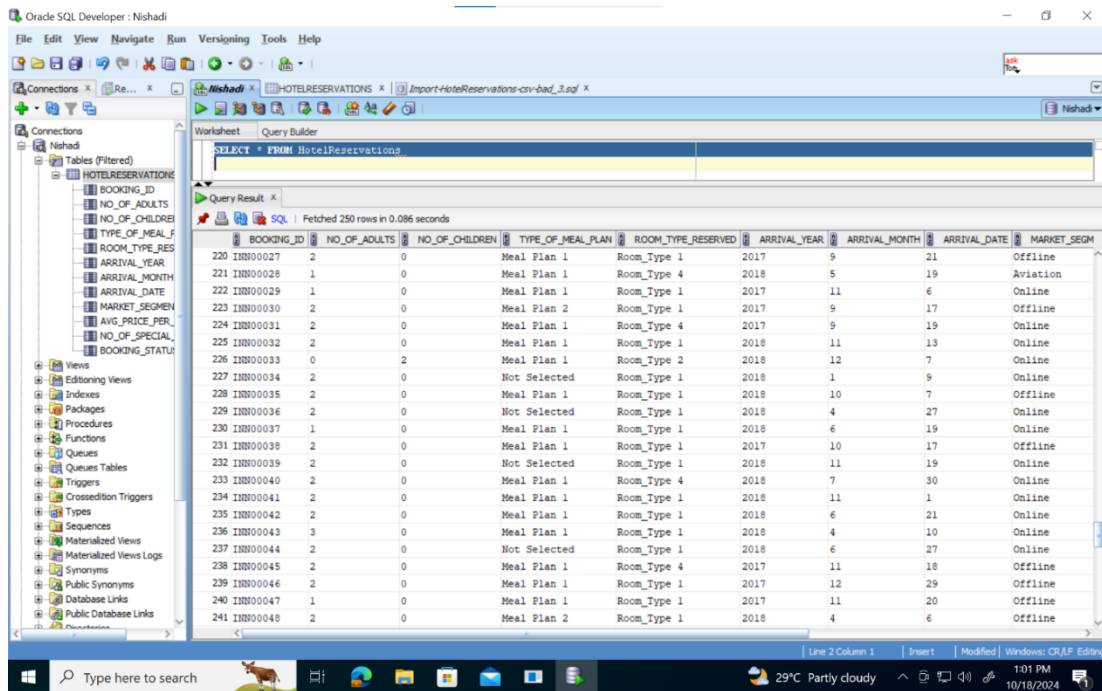 Oracle SQL Developer : Nishadi
File Edit View Navigate Run Versioning Tools Help
ask
Tom
Connections Re...
Nishadi HOTELRESERVATIONS Import-HotelReservations-csv-bad_3.sql
Nishadi
Connections
Nishadi
Tables (Filtered)
HOTELRESERVATIONS
BOOKING_ID
NO_OF_ADULTS
NO_OF_CHILDREI
TYPE_OF_MEAL_F
ROOM_TYPE_RES
ARRIVAL_YEAR
ARRIVAL_MONTH
ARRIVAL_DATE
MARKET_SEGMEN
AVG_PRICE_PER_
NO_OF_SPECIAL_
BOOKING_STATU
Views
Editioning Views
Indexes
Packages
Procedures
Functions
Queues
Queues Tables
Triggers
Crossedition Triggers
Types
Sequences
Materialized Views
Materialized Views Logs
Synonyms
Public Synonyms
Database Links
Public Database Links
Directories
Worksheet Query Builder
SELECT * FROM HotelReservations
Query Result
SQL | Fetched 250 rows in 0.086 seconds
BOOKING_ID NO_OF_ADULTS NO_OF_CHILDREN TYPE_OF_MEAL_PLAN ROOM_TYPE_RESERVED ARRIVAL_YEAR ARRIVAL_MONTH ARRIVAL_DATE MARKET_SEGM
220 INN00027 2 0 Meal Plan 1 Room_Type 1 2017 9 21 Offline
221 INN00028 1 0 Meal Plan 1 Room_Type 4 2018 5 19 Aviation
222 INN00029 1 0 Meal Plan 1 Room_Type 1 2017 11 6 Online
223 INN00030 2 0 Meal Plan 2 Room_Type 1 2017 9 17 Offline
224 INN00031 2 0 Meal Plan 1 Room_Type 4 2017 9 19 Online
225 INN00032 2 0 Meal Plan 1 Room_Type 1 2018 11 13 Online
226 INN00033 0 2 Meal Plan 1 Room_Type 2 2018 12 7 Online
227 INN00034 2 0 Not Selected Room_Type 1 2018 1 9 Online
228 INN00035 2 0 Meal Plan 1 Room_Type 1 2018 10 7 Offline
229 INN00036 2 0 Not Selected Room_Type 1 2018 4 27 Online
230 INN00037 1 0 Meal Plan 1 Room_Type 1 2018 6 19 Online
231 INN00038 2 0 Meal Plan 1 Room_Type 1 2017 10 17 Offline
232 INN00039 2 0 Not Selected Room_Type 1 2018 11 19 Online
233 INN00040 2 0 Meal Plan 1 Room_Type 4 2018 7 30 Online
234 INN00041 2 0 Meal Plan 1 Room_Type 1 2018 11 1 Online
235 INN00042 2 0 Meal Plan 1 Room_Type 1 2018 6 21 Online
236 INN00043 3 0 Meal Plan 1 Room_Type 1 2018 4 10 Online
237 INN00044 2 0 Not Selected Room_Type 1 2018 6 27 Online
238 INN00045 2 0 Meal Plan 1 Room_Type 4 2017 11 18 Offline
239 INN00046 2 0 Meal Plan 1 Room_Type 1 2017 12 29 Offline
240 INN00047 1 0 Meal Plan 1 Room_Type 1 2017 11 20 Offline
241 INN00048 2 0 Meal Plan 2 Room_Type 1 2018 4 6 Offline
Line 2 Column 1 | Insert | Modified | Windows: CR/LF Editing
Type here to search
29°C Partly cloudy
1:01 PM
10/18/2024